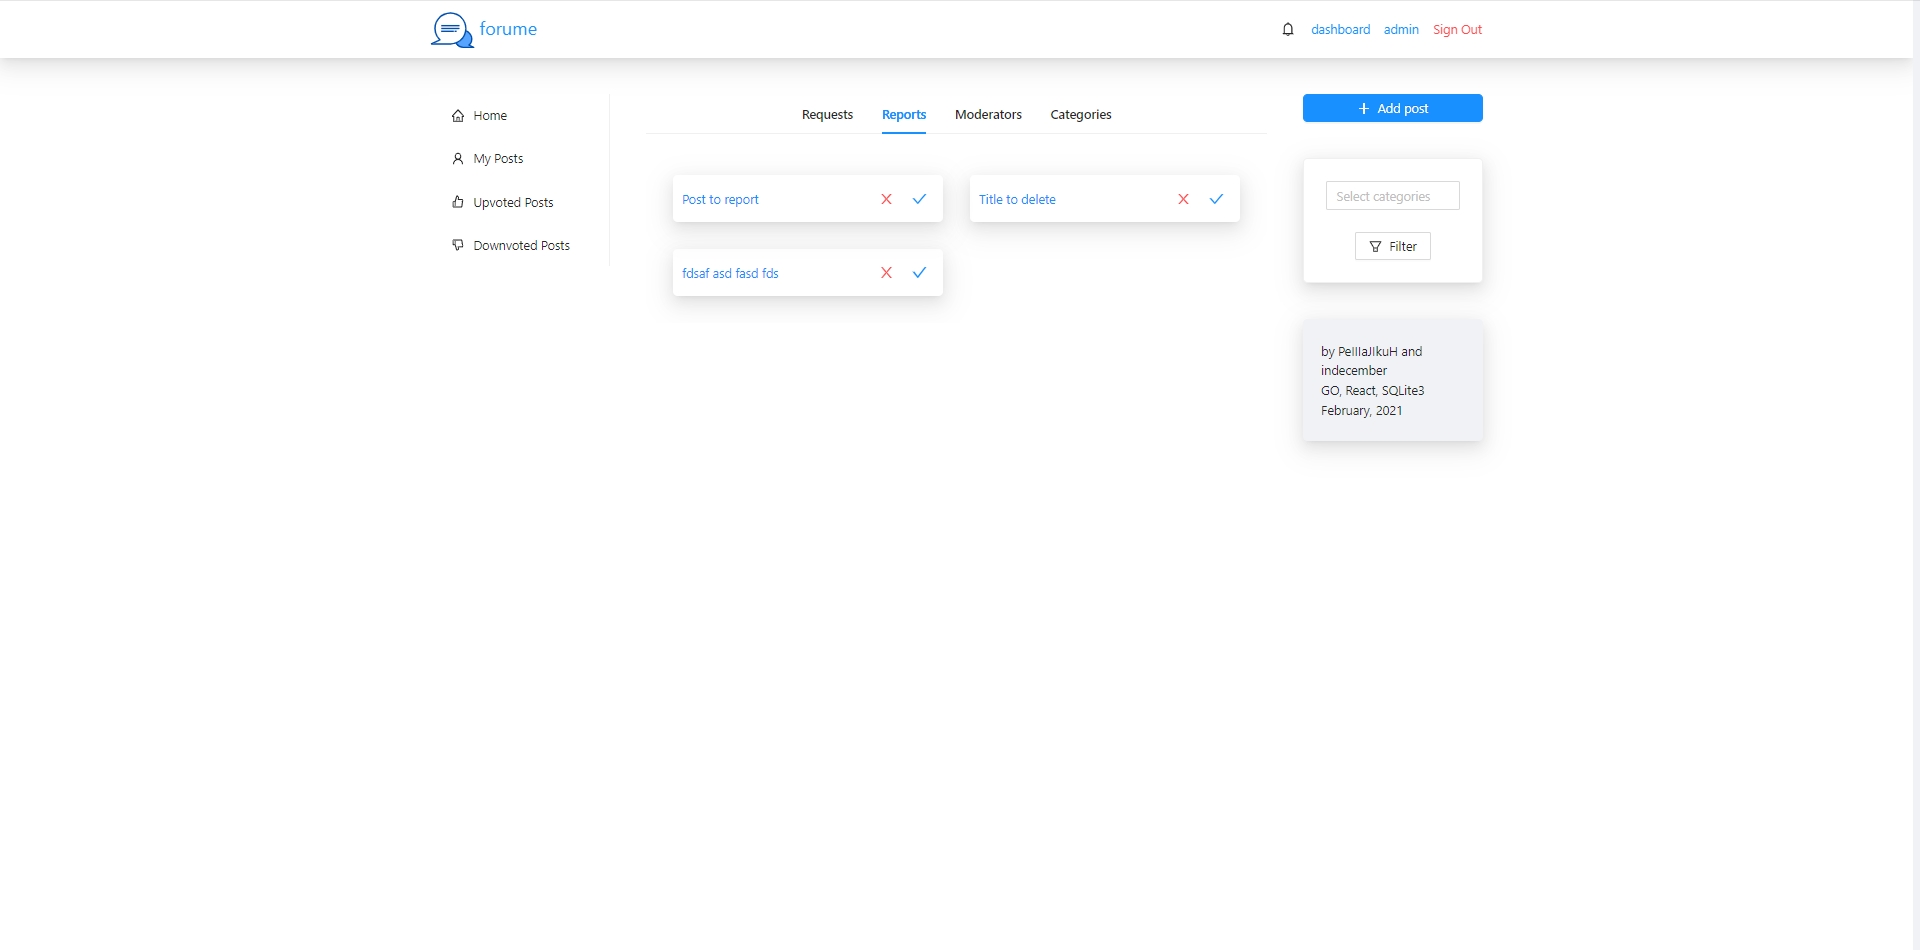 forume
dashboard admin Sign Out
Home
My Posts
Upvoted Posts
Downvoted Posts
Requests Reports Moderators Categories
Post to report
Title to delete
fdsaf asd fasd fds
Add post
Select categories
Filter
by PeIIIaJIkuH and
indecember
GO, React, SQLite3
February, 2021